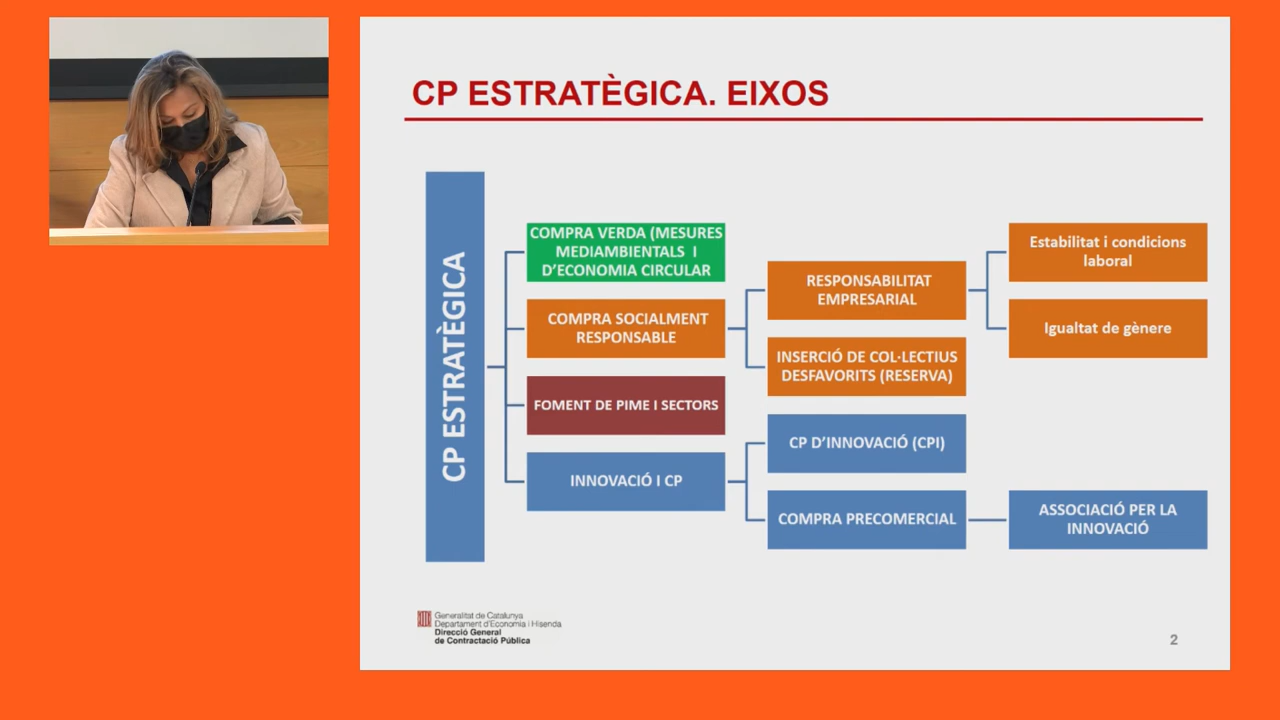 CP ESTRATÈGICA. EIXOS
CP ESTRATÈGICA
COMPRA VERDA (MESURES
MEDIAMBIENTALS I
D'ECONOMIA CIRCULAR
COMPRA SOCIALMENT
RESPONSABLE
FOMENT DE PIME I SECTORS
INNOVACIÓ I CP
RESPONSABILITAT
EMPRESARIAL
INSERCIÓ DE COL·LECTIUS
DESFAVORITS (RESERVA)
CP D'INNOVACIÓ (CPI)
COMPRA PRECOMERCIAL
Estabilitat i condicions
laboral
Igualtat de gènere
ASSOCIACIÓ PER LA
INNOVACIÓ
Generalitat de Catalunya
Departament d'Economia i Hisenda
Direcció General
de Contractació Pública
2